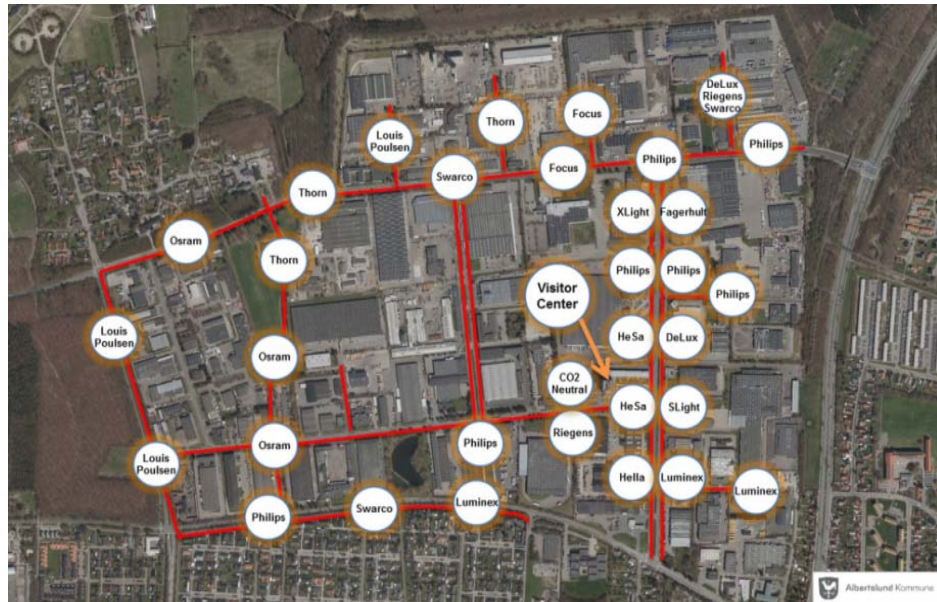 DeLux
Riegens
Swarco
Focus
Thorn
Louis
Poulsen
Philips
Philips
Focus
Swarco
Thorn
XLight
Fagerhult
Osram
Thorn
Philips
Philips
Philips
Visitor
Center
Louis
Poulsen
HeSa
DeLux
Osram
CO2
Neutral
HeSa
SLight
Riegens
Osram
Philips
Louis
Poulsen
Hella
Luminex
Luminex
Luminex
Swarco
Philips
Albertslund Kommune